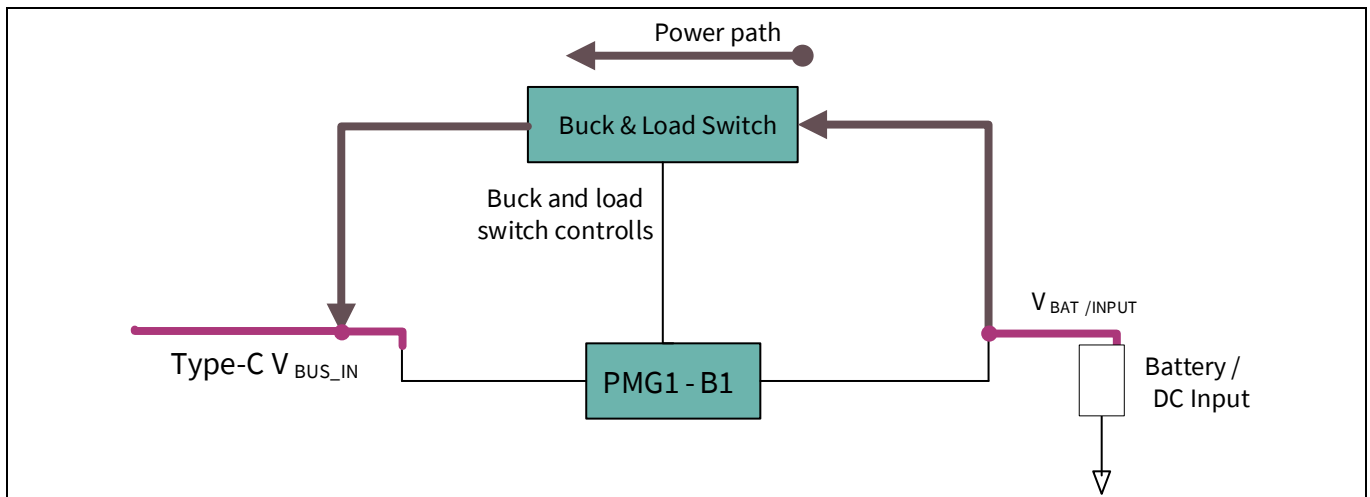 Power path
Buck & Load Switch
Buck and load
switch controlls
V BAT /INPUT
Type-C V BUS_IN
PMG1 - B1
Battery /
DC Input